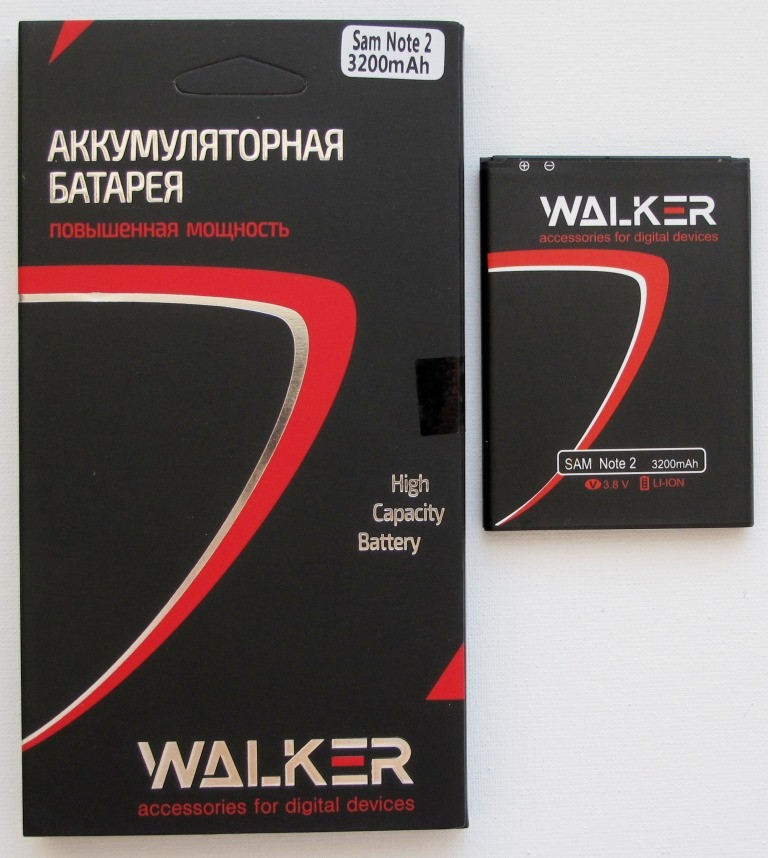 Sam Note 2
3200mAh
АККУМУЛЯТОРНАЯ
БАТАРЕЯ
повышенная мощность
High
Capacity
Battery
WALKER
accessories for digital devices
⊕ ⊖
WALKER
accessories for digital devices
SAM Note 2 3200mAh
V 3.8 V LI-ION